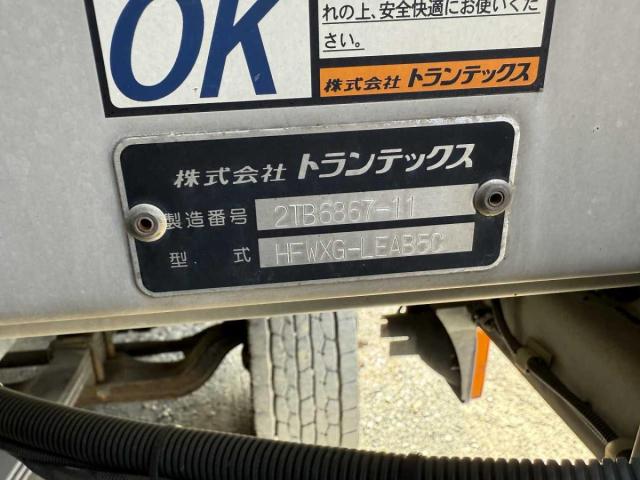 OK
れの上、安全快適にお使いくだ
さい。
株式会社 トランテックス
株式会社 トランテックス
製造番号 2TB6867-11
型式 HFWXG-LEAB5C